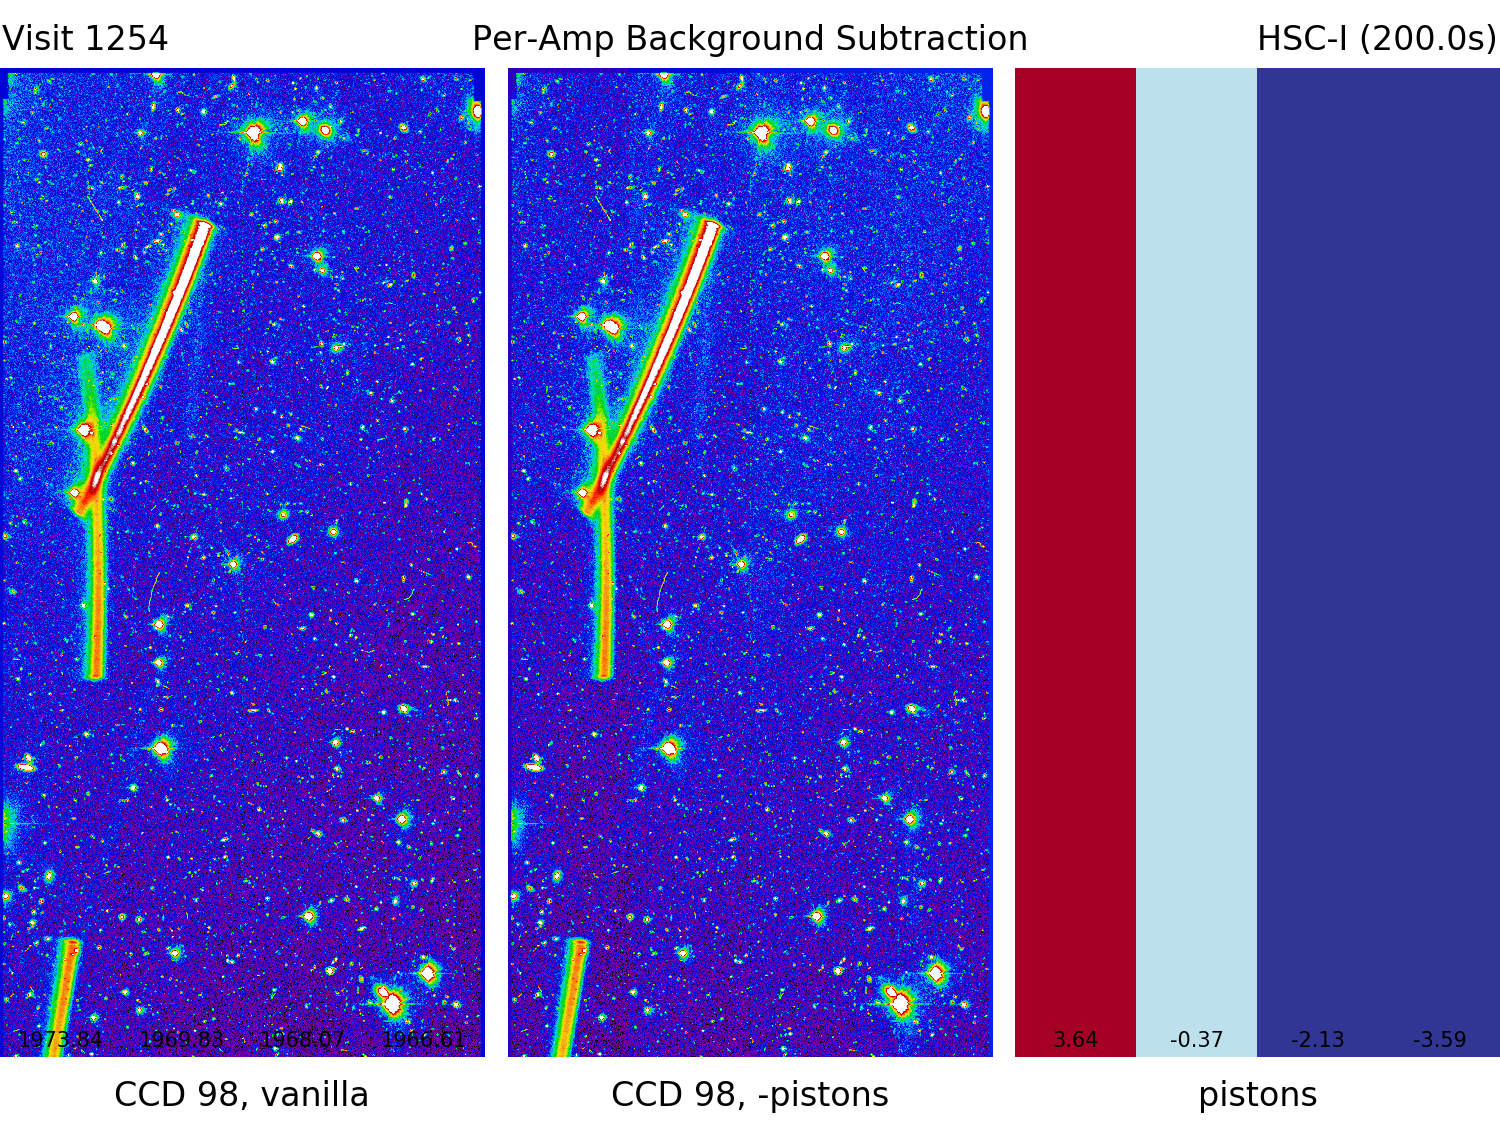 Visit 1254 Per-Amp Background Subtraction HSC-I (200.0s)
1973.84 1969.83 1968.07 1966.61 3.64 -0.37 -2.13 -3.59
CCD 98, vanilla CCD 98, -pistons pistons